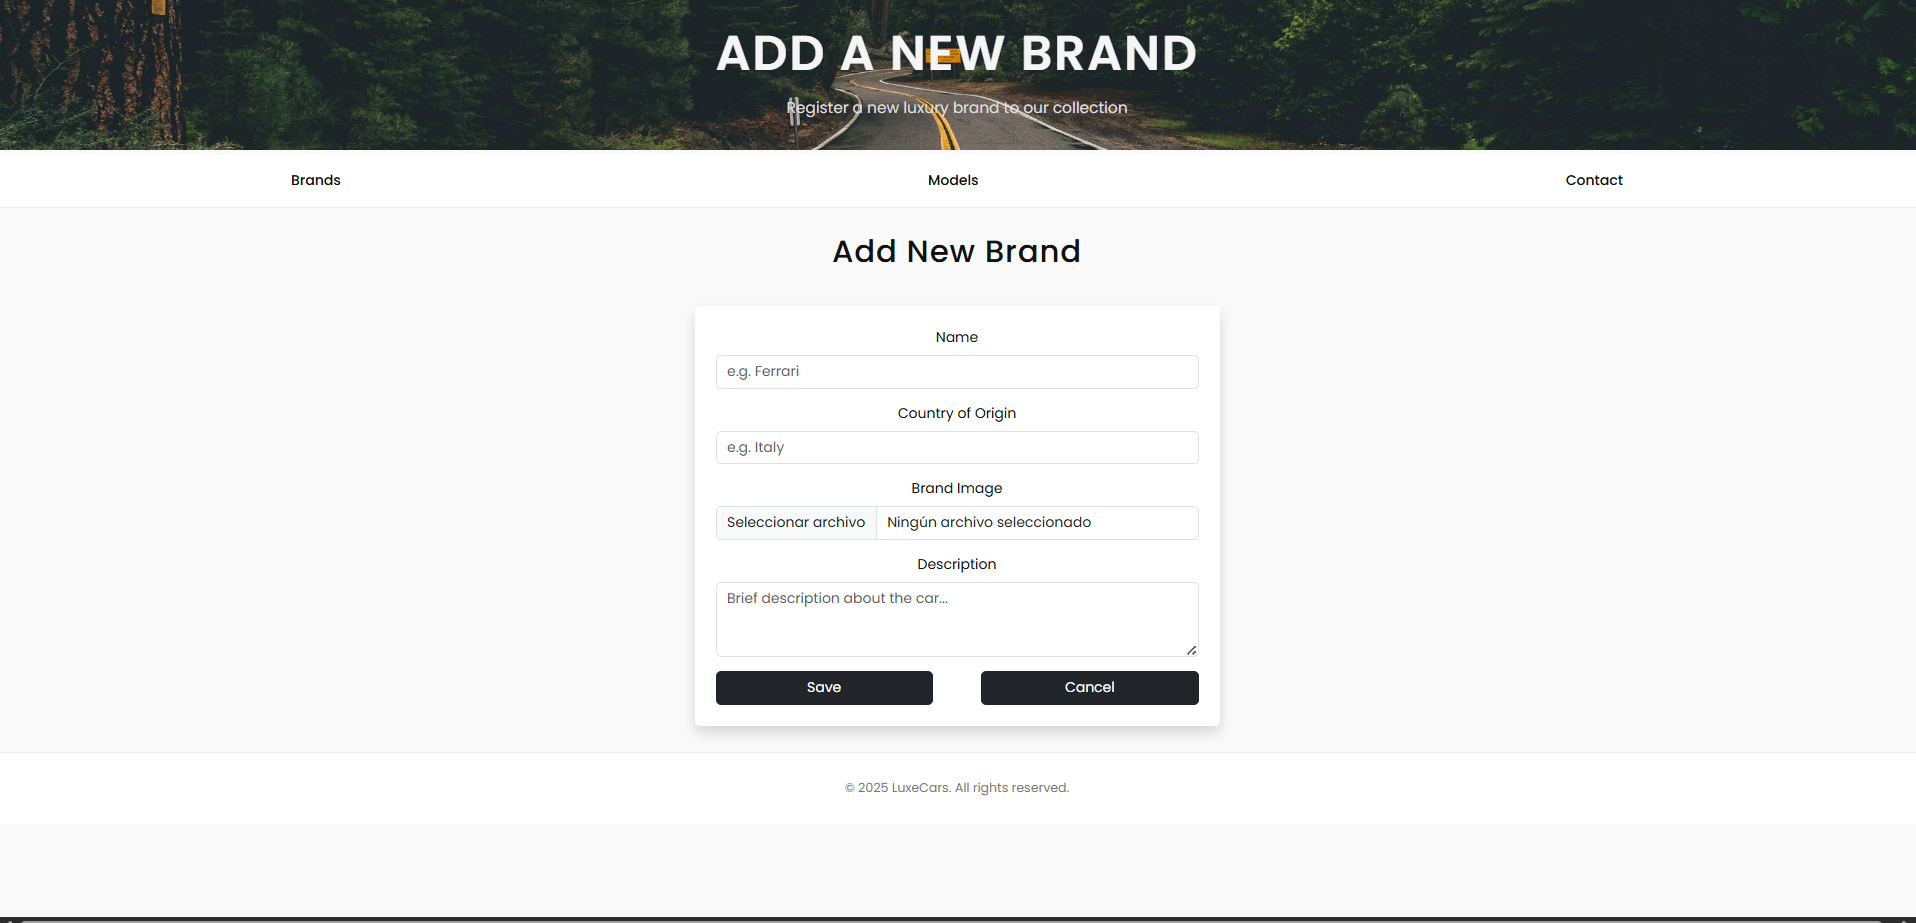 ADD A NEW BRAND
Register a new luxury brand to our collection
Brands Models Contact
Add New Brand
Name
e.g. Ferrari
Country of Origin
e.g. Italy
Brand Image
Seleccionar archivo Ningún archivo seleccionado
Description
Brief description about the car...
Save Cancel
© 2025 LuxeCars. All rights reserved.